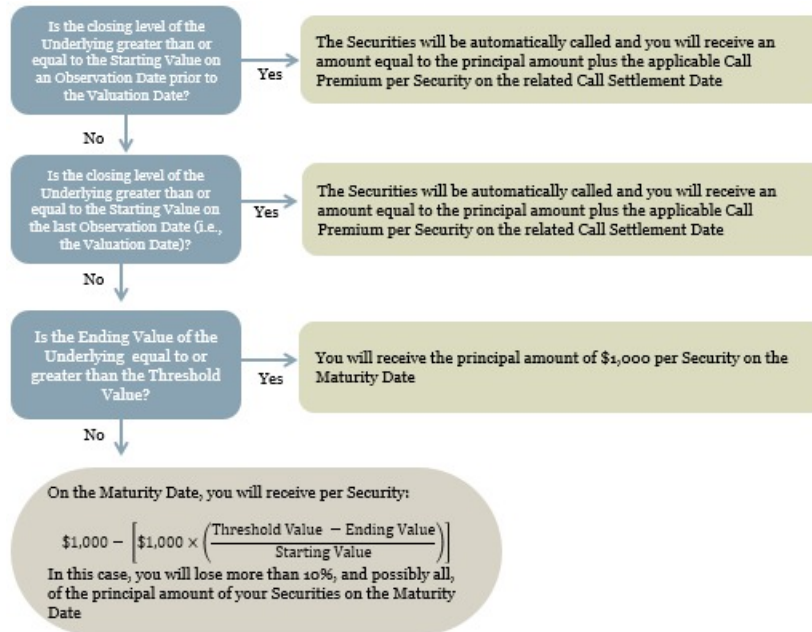 Is the closing level of the
Underlying greater than or
equal to the Starting Value on
an Observation Date prior to
the Valuation Date?
Yes
The Securities will be automatically called and you will receive an
amount equal to the principal amount plus the applicable Call
Premium per Security on the related Call Settlement Date
No
Is the closing level of the
Underlying greater than or
equal to the Starting Value on
the last Observation Date (i.e.,
the Valuation Date)?
Yes
The Securities will be automatically called and you will receive an
amount equal to the principal amount plus the applicable Call
Premium per Security on the related Call Settlement Date
No
Is the Ending Value of the
Underlying equal to or
greater than the Threshold
Value?
Yes
You will receive the principal amount of $1,000 per Security on the
Maturity Date
No
On the Maturity Date, you will receive per Security:
$1,000 − [$1,000 × (Threshold Value − Ending Value / Starting Value)]
In this case, you will lose more than 10%, and possibly all,
of the principal amount of your Securities on the Maturity
Date